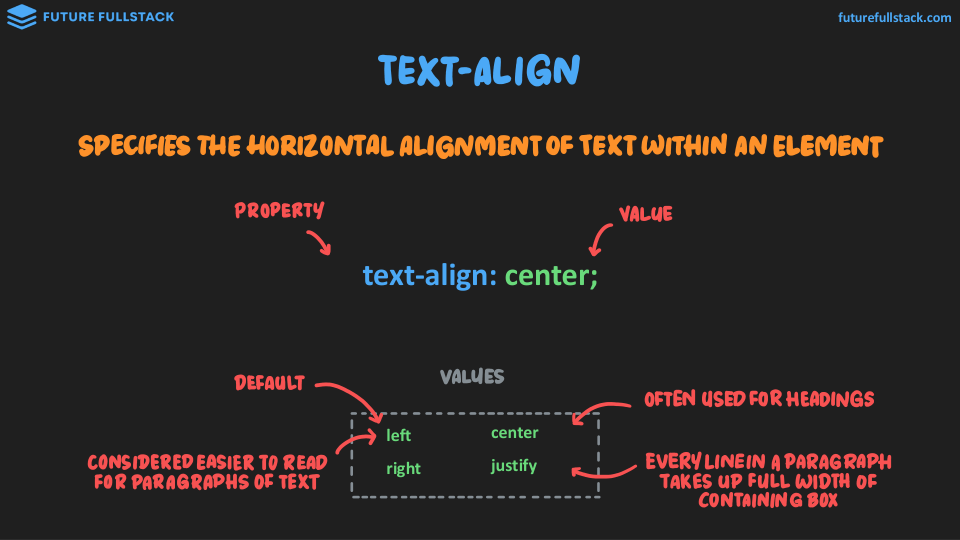 FUTURE FULLSTACK
futurefullstack.com
TEXT-ALIGN
SPECIFIES THE HORIZONTAL ALIGNMENT OF TEXT WITHIN AN ELEMENT
PROPERTY
VALUE
text-align: center;
VALUES
DEFAULT
OFTEN USED FOR HEADINGS
left
center
CONSIDERED EASIER TO READ
FOR PARAGRAPHS OF TEXT
right
justify
EVERY LINE IN A PARAGRAPH
TAKES UP FULL WIDTH OF
CONTAINING BOX